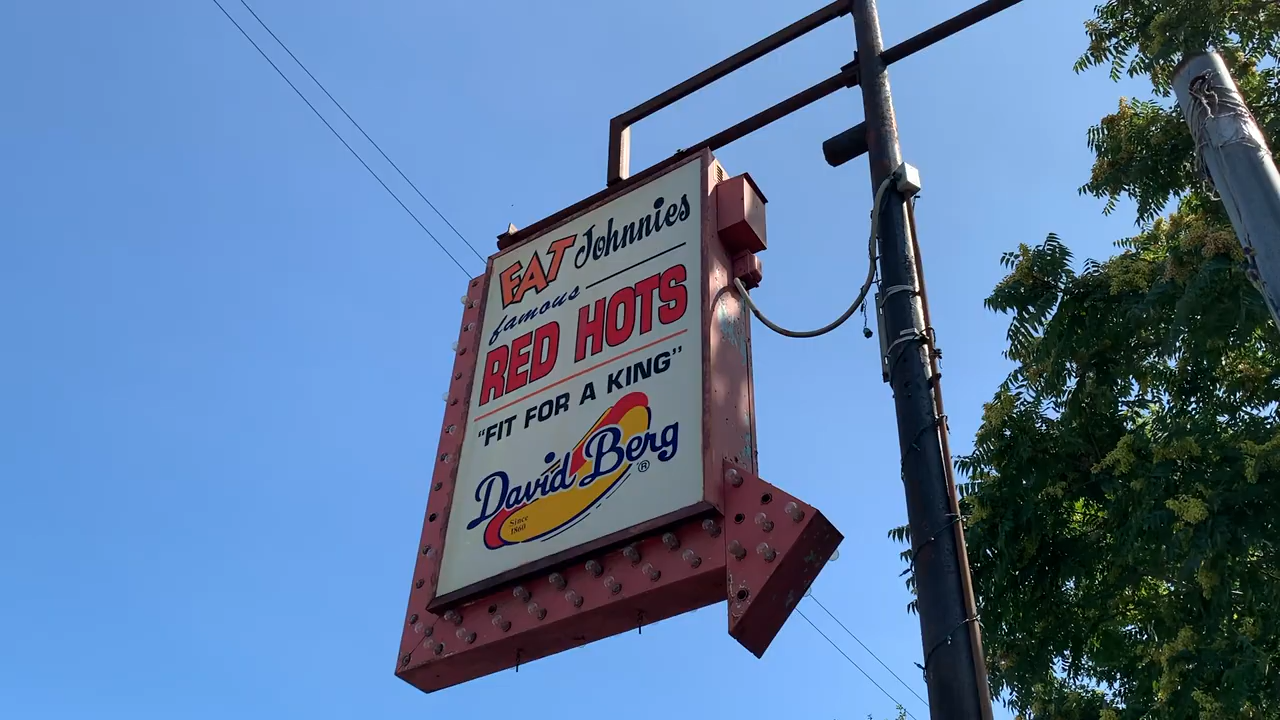 FAT Johnnies
famous
RED HOTS
"FIT FOR A KING"
David Berg ®
Since
1860